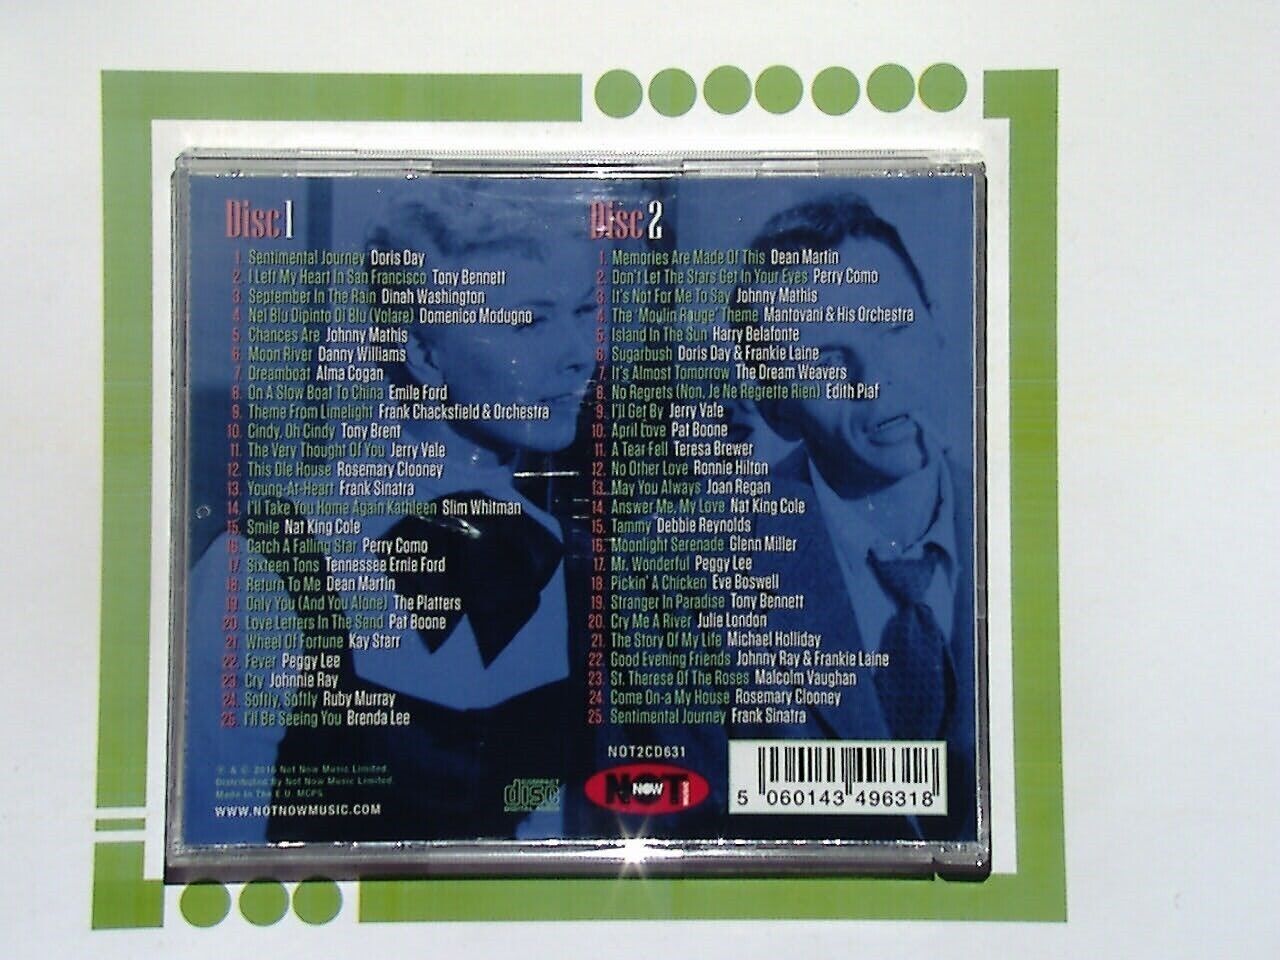 Disc 1
1. Sentimental Journey Doris Day
2. I Left My Heart In San Francisco Tony Bennett
3. September In The Rain Dinah Washington
4. Nel Blu Dipinto Di Blu (Volare) Domenico Modugno
5. Chances Are Johnny Mathis
6. Moon River Danny Williams
7. Dreamboat Alma Cogan
8. On A Slow Boat To China Emile Ford
9. Theme From Limelight Frank Chacksfield & Orchestra
10. Cindy, Oh Cindy Tony Brent
11. The Very Thought Of You Jerry Vale
12. This Ole House Rosemary Clooney
13. Young-At-Heart Frank Sinatra
14. I'll Take You Home Again Kathleen Slim Whitman
15. Smile Nat King Cole
16. Catch A Falling Star Perry Como
17. Sixteen Tons Tennessee Ernie Ford
18. Return To Me Dean Martin
19. Only You (And You Alone) The Platters
20. Love Letters In The Sand Pat Boone
21. Wheel Of Fortune Kay Starr
22. Fever Peggy Lee
23. Cry Johnnie Ray
24. Softly, Softly Ruby Murray
25. I'll Be Seeing You Brenda Lee
Disc 2
1. Memories Are Made Of This Dean Martin
2. Don't Let The Stars Get In Your Eyes Perry Como
3. It's Not For Me To Say Johnny Mathis
4. The 'Moulin Rouge' Theme Mantovani & His Orchestra
5. Island In The Sun Harry Belafonte
6. Sugarbush Doris Day & Frankie Laine
7. It's Almost Tomorrow The Dream Weavers
8. No Regrets (Non, Je Ne Regrette Rien) Edith Piaf
9. I'll Get By Jerry Vale
10. April Love Pat Boone
11. A Tear Fell Teresa Brewer
12. No Other Love Ronnie Hilton
13. May You Always Joan Regan
14. Answer Me, My Love Nat King Cole
15. Tammy Debbie Reynolds
16. Moonlight Serenade Glenn Miller
17. Mr. Wonderful Peggy Lee
18. Pickin' A Chicken Eve Boswell
19. Stranger In Paradise Tony Bennett
20. Cry Me A River Julie London
21. The Story Of My Life Michael Holliday
22. Good Evening Friends Johnny Ray & Frankie Laine
23. St. Therese Of The Roses Malcolm Vaughan
24. Come On-a My House Rosemary Clooney
25. Sentimental Journey Frank Sinatra
℗ & © 2016 Not Now Music Limited.
Distributed By Not Now Music Limited.
Made In The E.U. MCPS
WWW.NOTNOWMUSIC.COM
COMPACT
disc
DIGITAL AUDIO
NOT2CD631
NOT NOW MUSIC
5 060143 496318